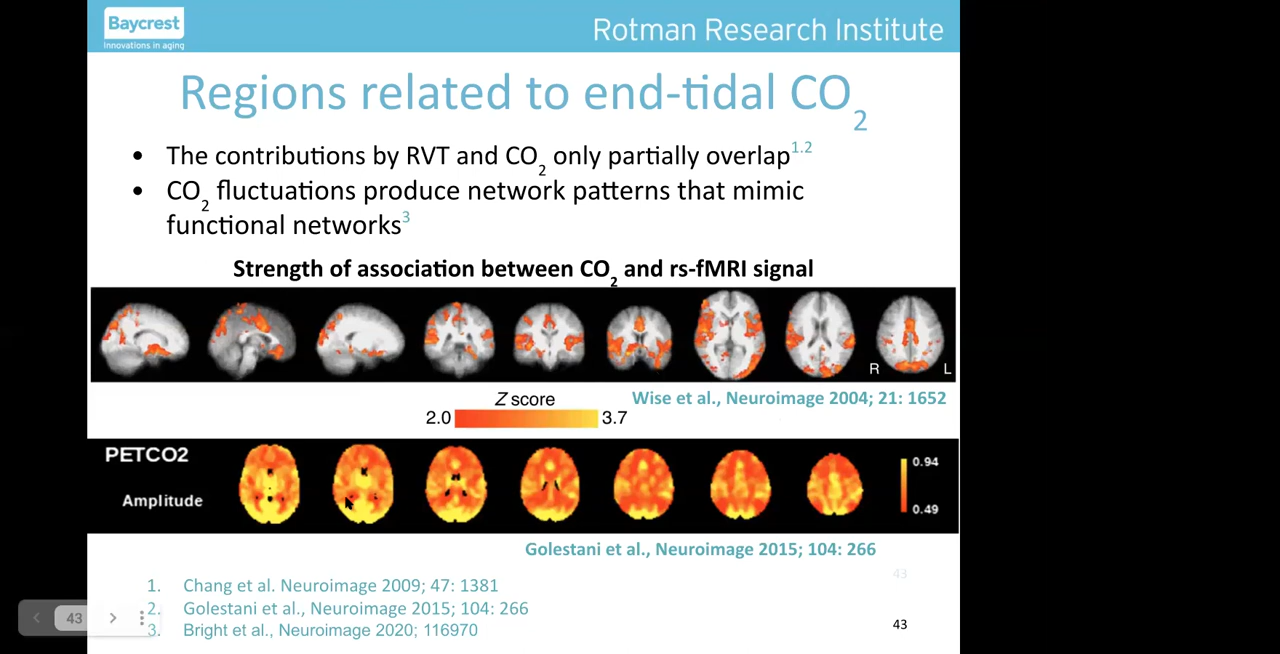 Baycrest
Innovations in aging
Rotman Research Institute
Regions related to end-tidal CO2
• The contributions by RVT and CO2 only partially overlap1.2
• CO2 fluctuations produce network patterns that mimic
functional networks3
Strength of association between CO2 and rs-fMRI signal
R L
Wise et al., Neuroimage 2004; 21: 1652
Z score
2.0 3.7
PETCO2
Amplitude
0.94
0.49
Golestani et al., Neuroimage 2015; 104: 266
43
1. Chang et al. Neuroimage 2009; 47: 1381
2. Golestani et al., Neuroimage 2015; 104: 266
3. Bright et al., Neuroimage 2020; 116970
43
43